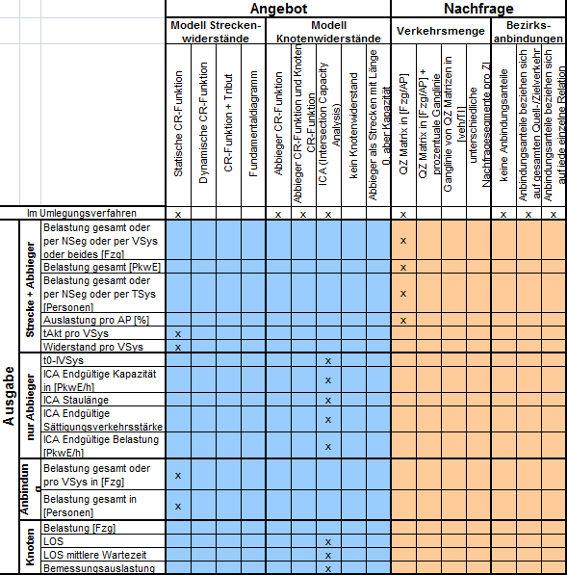 Angebot
Nachfrage
Modell Strecken-
widerstände
Modell
Knotenwiderstände
Verkehrsmenge
Bezirks-
anbindungen
Statische CR-Funktion
Dynamische CR-Funktion
CR-Funktion + Tribut
Fundamentaldiagramm
Abbieger CR-Funktion
Abbieger CR-Funktion und Knoten
CR-Funktion
ICA (Intersection Capacity
Analysis)
kein Knotenwiderstand
Abbieger als Strecken mit Länge
0, aber Kapazität
QZ Matrix in [Fzg/AP]
QZ Matrix in [Fzg/AP] +
prozentuale Ganglinie
Ganglinie von QZ Matrizen in
[veh/TI]
unterschiedliche
Nachfragesegmente pro ZI
keine Anbindungsanteile
Anbindungsanteile beziehen sich
auf gesamten Quell-/Zielverkehr
Anbindungsanteile beziehen sich
auf jede einzelne Relation
Im Umlegungsverfahren x x x x x x x x
Ausgabe
Strecke + Abbieger
Belastung gesamt oder
per NSeg oder per VSys
oder beides [Fzg] x
Belastung gesamt [PkwE] x
Belastung gesamt oder
per NSeg oder per TSys
[Personen] x
Auslastung pro AP [%] x
tAkt pro VSys x
Widerstand pro VSys x
nur Abbieger
t0-IVSys x
ICA Endgültige Kapazität
in [PkwE/h] x
ICA Staulänge x
ICA Endgültige
Sättigungsverkehrsstärke x
ICA Endgültige Belastung
[PkwE/h] x
Anbindun
g
Belastung gesamt oder
pro VSys in [Fzg] x
Belastung gesamt in
[Personen] x
Knoten
Belastung [Fzg]
LOS x
LOS mittlere Wartezeit x
Bemessungsauslastung x